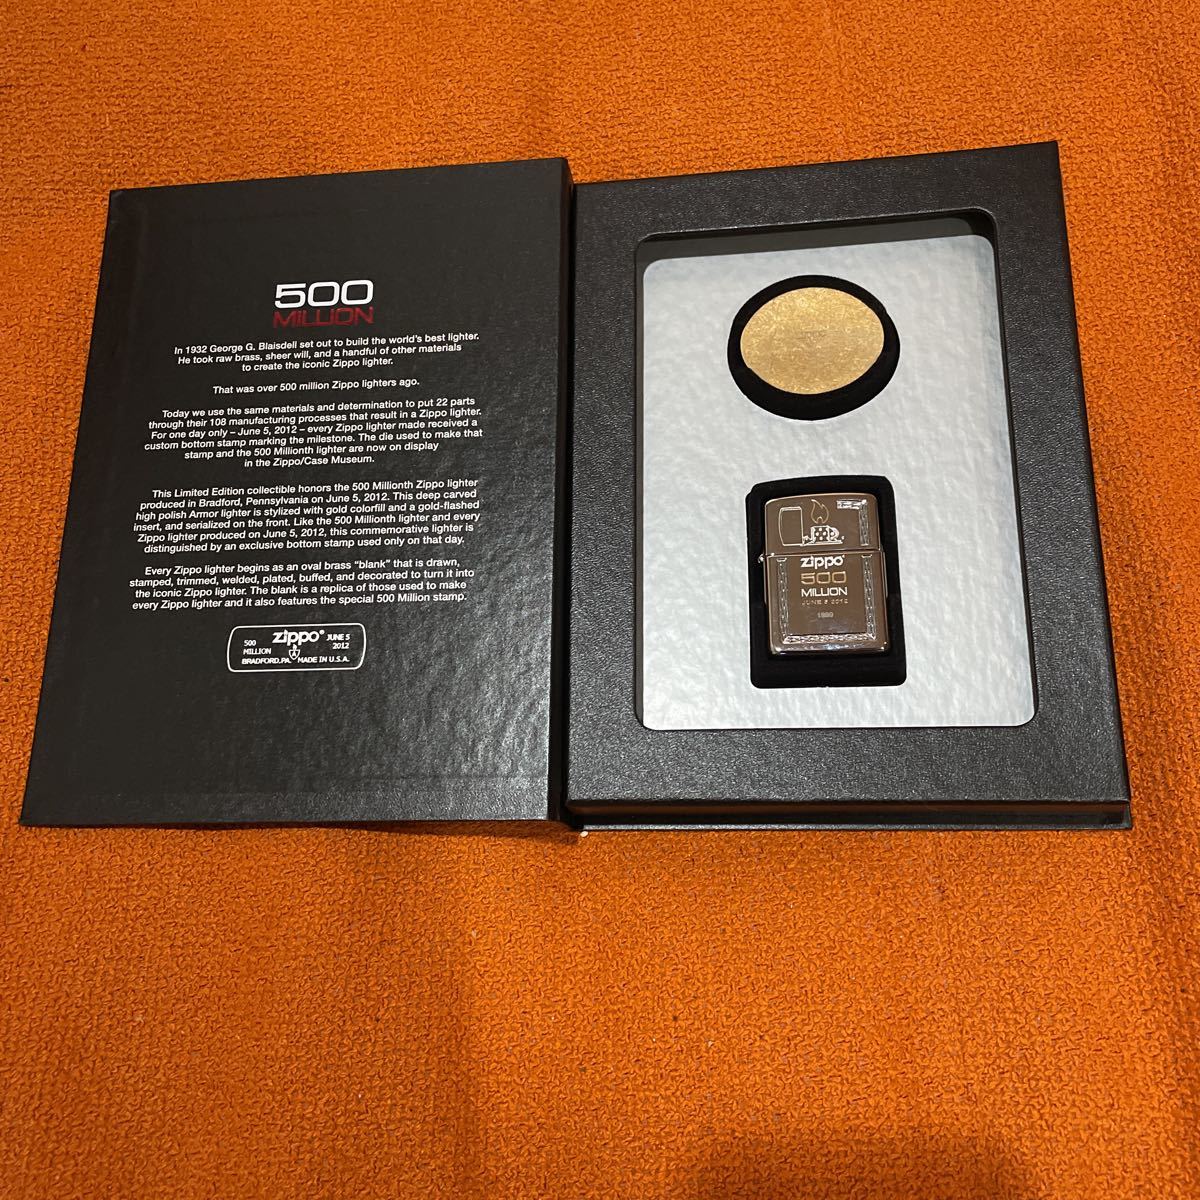 500
MILLION
In 1932 George G. Blaisdell set out to build the world's best lighter.
He took raw brass, sheer will, and a handful of other materials
to create the iconic Zippo lighter.
That was over 500 million Zippo lighters ago.
Today we use the same materials and determination to put 22 parts
through their 108 manufacturing processes that result in a Zippo lighter.
For one day only – June 5, 2012 – every Zippo lighter made received a
custom bottom stamp marking the milestone. The die used to make that
stamp and the 500 Millionth lighter are now on display
in the Zippo/Case Museum.
This Limited Edition collectible honors the 500 Millionth Zippo lighter
produced in Bradford, Pennsylvania on June 5, 2012. This deep carved
high polish Armor lighter is stylized with gold colorfill and a gold-flashed
insert, and serialized on the front. Like the 500 Millionth lighter and every
Zippo lighter produced on June 5, 2012, this commemorative lighter is
distinguished by an exclusive bottom stamp used only on that day.
Every Zippo lighter begins as an oval brass "blank" that is drawn,
stamped, trimmed, welded, plated, buffed, and decorated to turn it into
the iconic Zippo lighter. The blank is a replica of those used to make
every Zippo lighter and it also features the special 500 Million stamp.
500 MILLION zippo® JUNE 5 2012
BRADFORD, PA. A MADE IN U.S.A.
zippo
500
MILLION
JUNE 5 2012